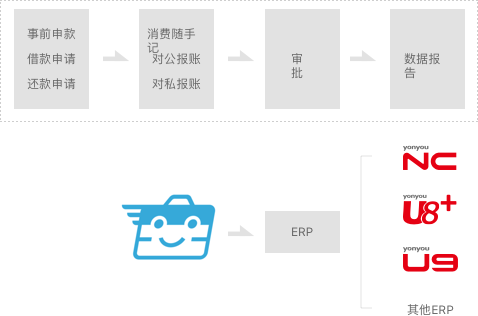 事前申款
借款申请
还款申请
消费随手
记
对公报账
对私报账
审
批
数据报
告
ERP
yonyou
NC
yonyou
U8+
yonyou
U9
其他ERP